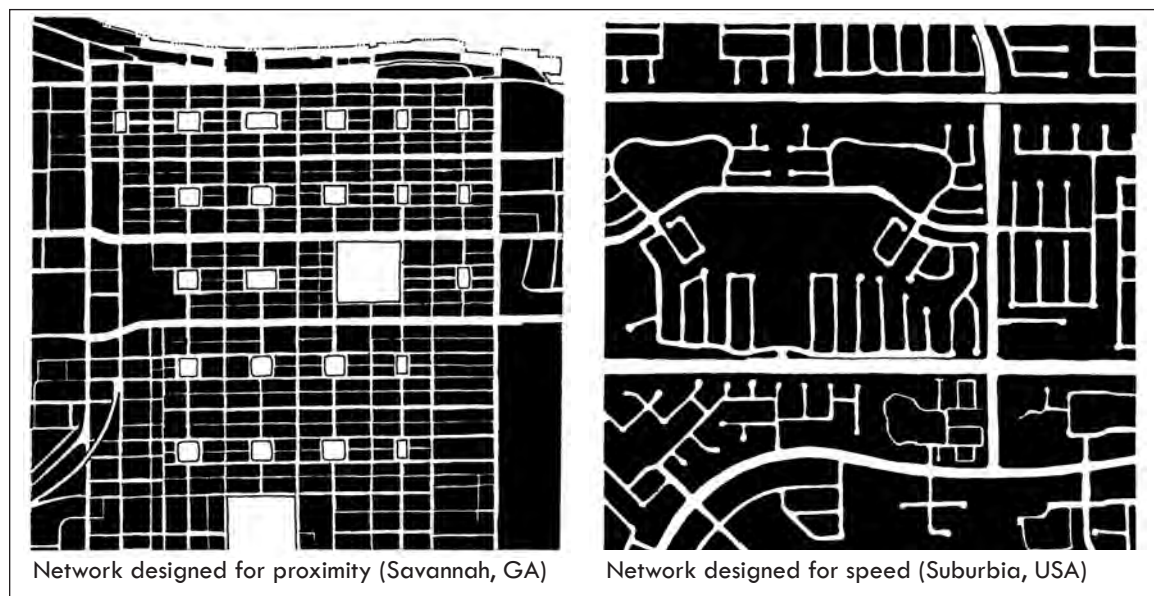 Network designed for proximity (Savannah, GA)
Network designed for speed (Suburbia, USA)